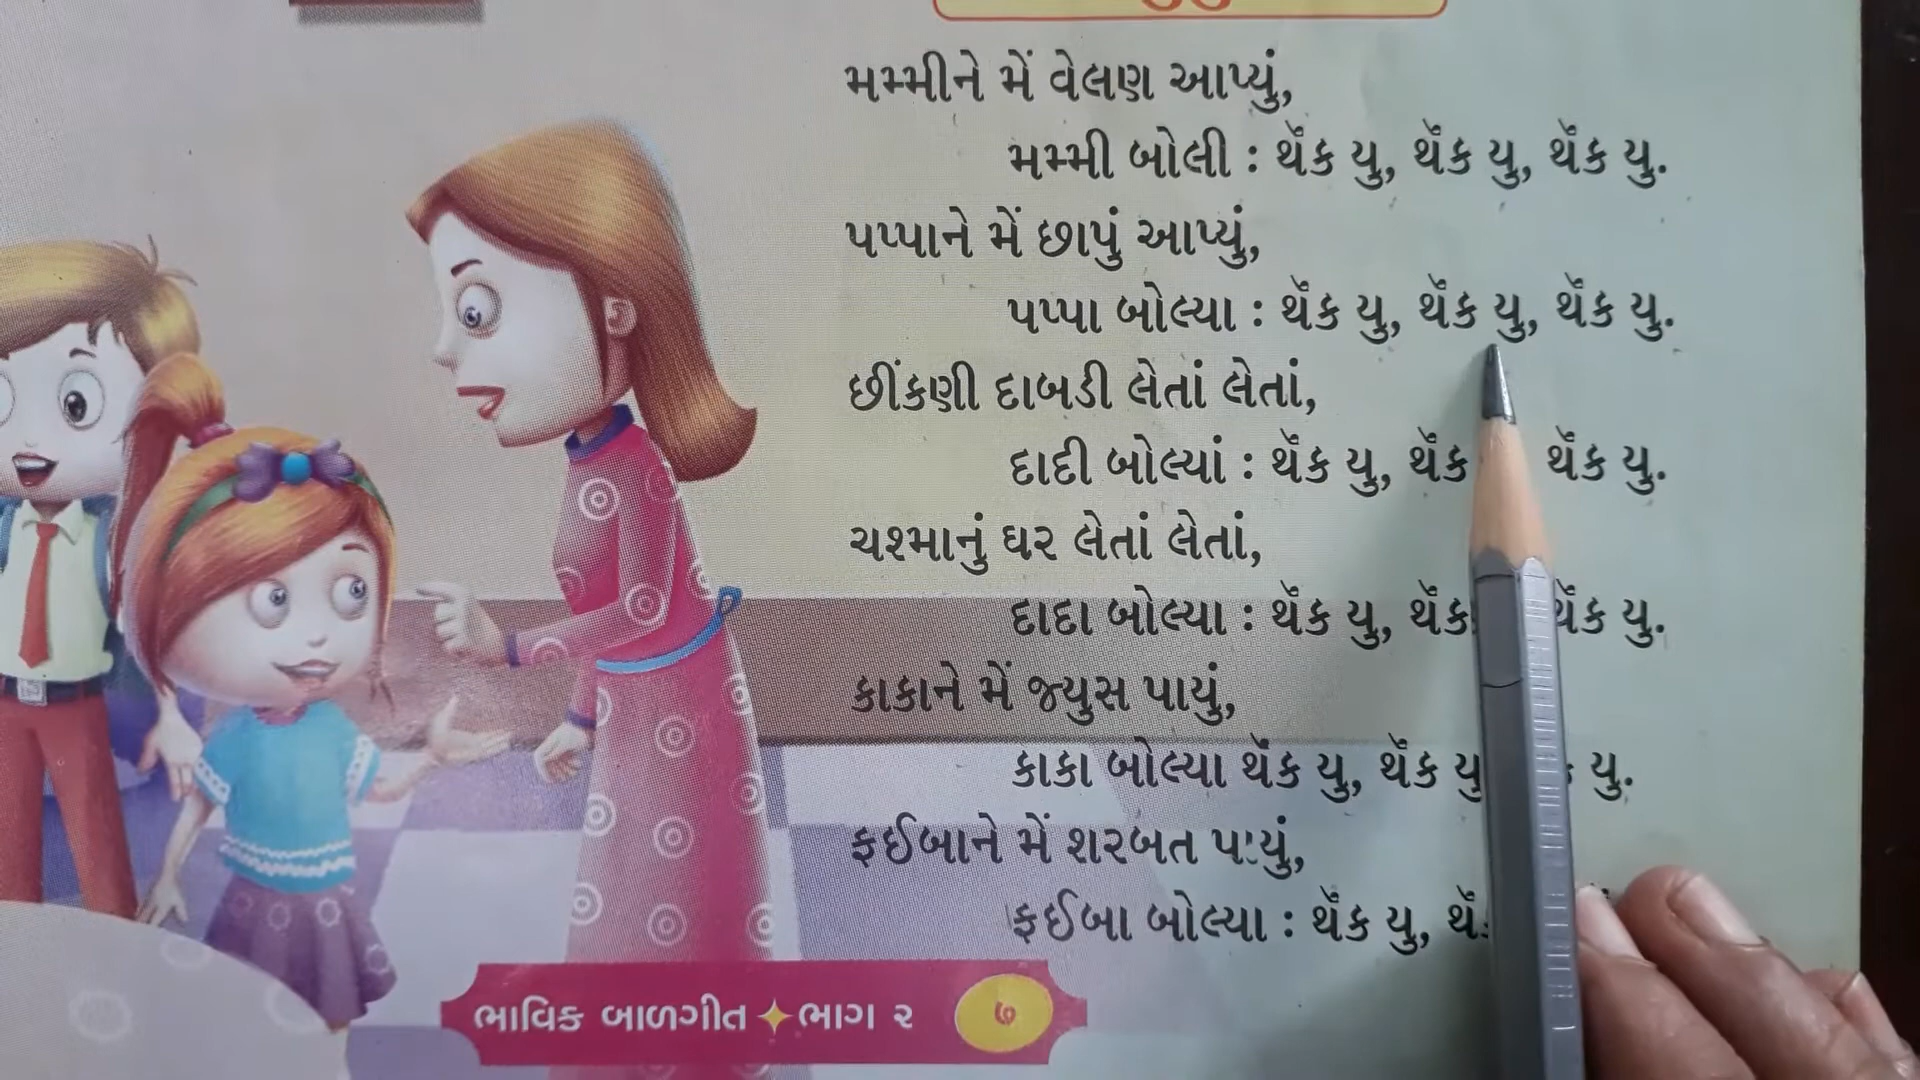 મમ્મીને મેં વેલણ આપ્યું,
મમ્મી બોલી : થૅંક યુ, થૅંક યુ, થૅંક યુ.
પપ્પાને મેં છાપું આપ્યું,
પપ્પા બોલ્યા : થૅંક યુ, થૅંક યુ, થૅંક યુ.
છીંકણી દાબડી લેતાં લેતાં,
દાદી બોલ્યાં : થૅંક યુ, થૅંક થૅંક યુ.
ચશ્માનું ઘર લેતાં લેતાં,
દાદા બોલ્યા : થૅંક યુ, થૅંક થૅંક યુ.
કાકાને મેં જ્યુસ પાયું,
કાકા બોલ્યા થૅંક યુ, થૅંક યુ યુ.
ફઈબાને મેં શરબત પાયું,
ફઈબા બોલ્યા : થૅંક યુ,
ભાવિક બાળગીત ભાગ ૨ ૭